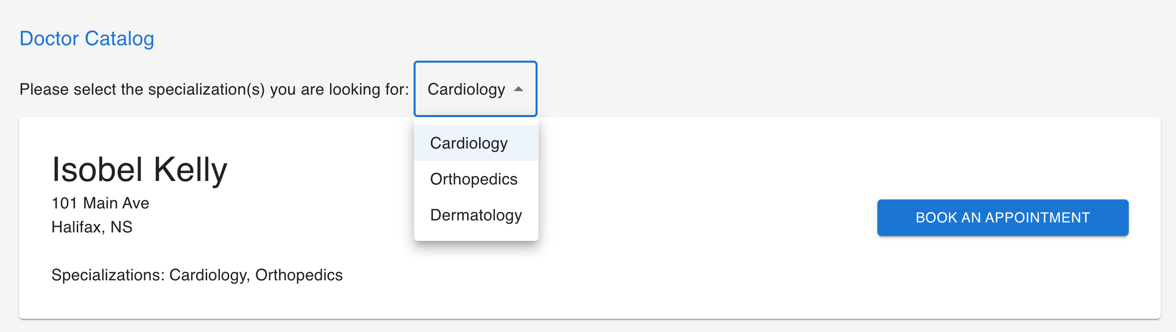 Doctor Catalog
Please select the specialization(s) you are looking for: Cardiology
Cardiology
Orthopedics
Dermatology
Isobel Kelly
101 Main Ave
Halifax, NS
BOOK AN APPOINTMENT
Specializations: Cardiology, Orthopedics